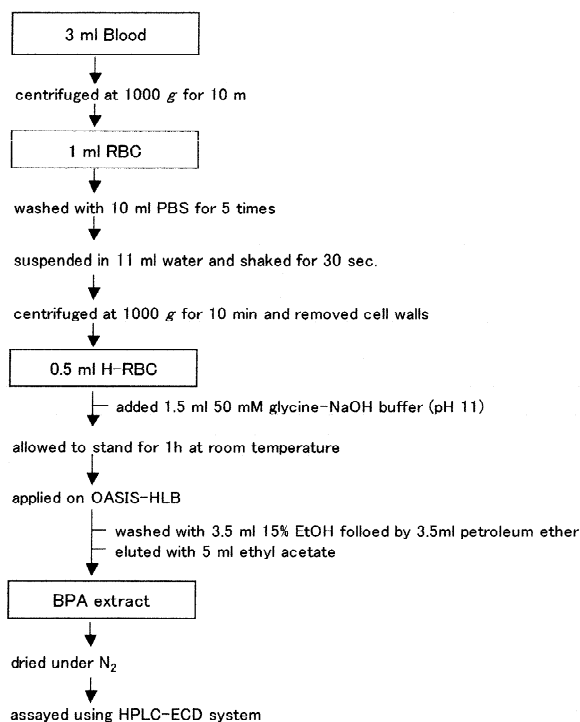 3 ml Blood
centrifuged at 1000 g for 10 m
1 ml RBC
washed with 10 ml PBS for 5 times
suspended in 11 ml water and shaked for 30 sec.
centrifuged at 1000 g for 10 min and removed cell walls
0.5 ml H-RBC
added 1.5 ml 50 mM glycine-NaOH buffer (pH 11)
allowed to stand for 1h at room temperature
applied on OASIS-HLB
washed with 3.5 ml 15% EtOH folloed by 3.5ml petroleum ether
eluted with 5 ml ethyl acetate
BPA extract
dried under N₂
assayed using HPLC-ECD system